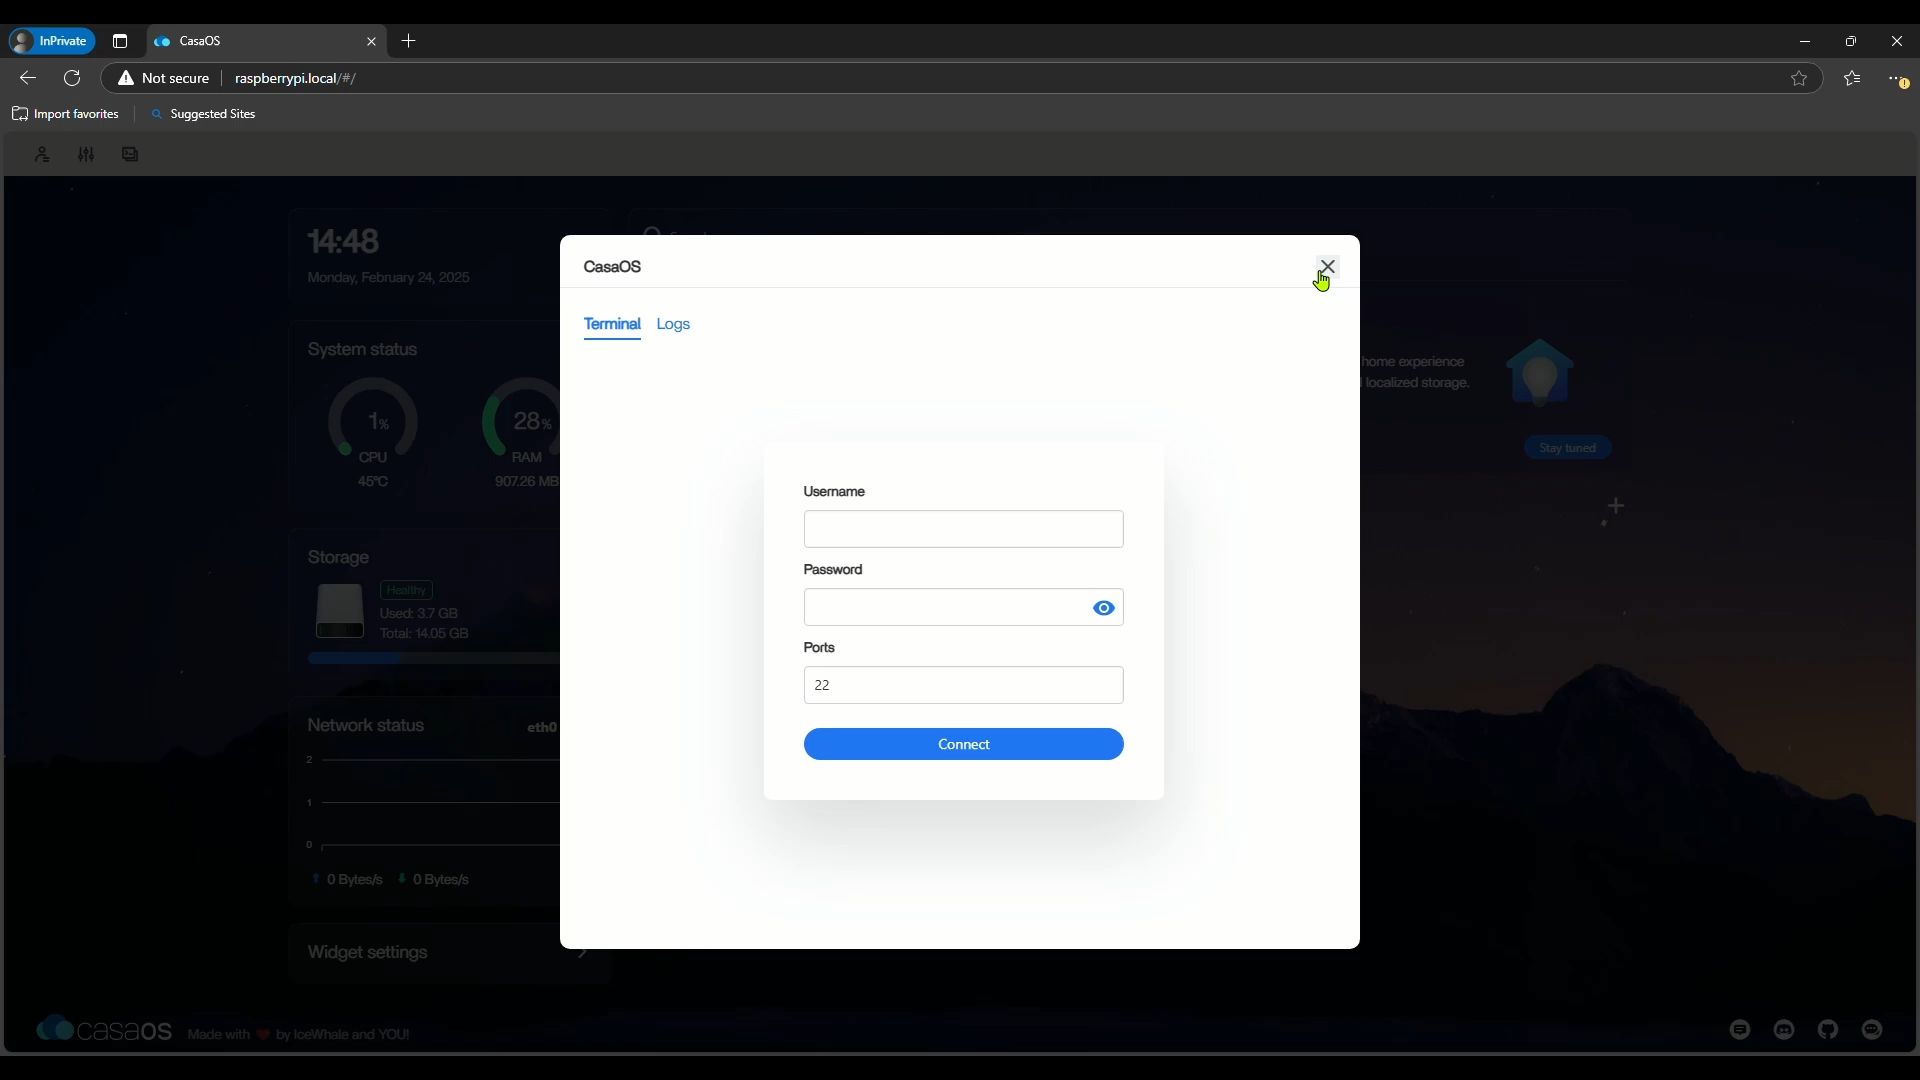 InPrivate
CasaOS
Not secure
raspberrypi.local/#/
Import favorites
Suggested Sites
14:48
Monday, February 24, 2025
CasaOS
Terminal
Logs
System status
1%
CPU
45°C
28%
RAM
907.26 MB
home experience
localized storage.
Stay tuned
Username
Password
Ports
22
Connect
Storage
Healthy
Used: 3.7 GB
Total: 14.05 GB
Network status
eth0
2
1
0
0 Bytes/s
0 Bytes/s
Widget settings
casaos
Made with ❤ by IceWhale and YOU!